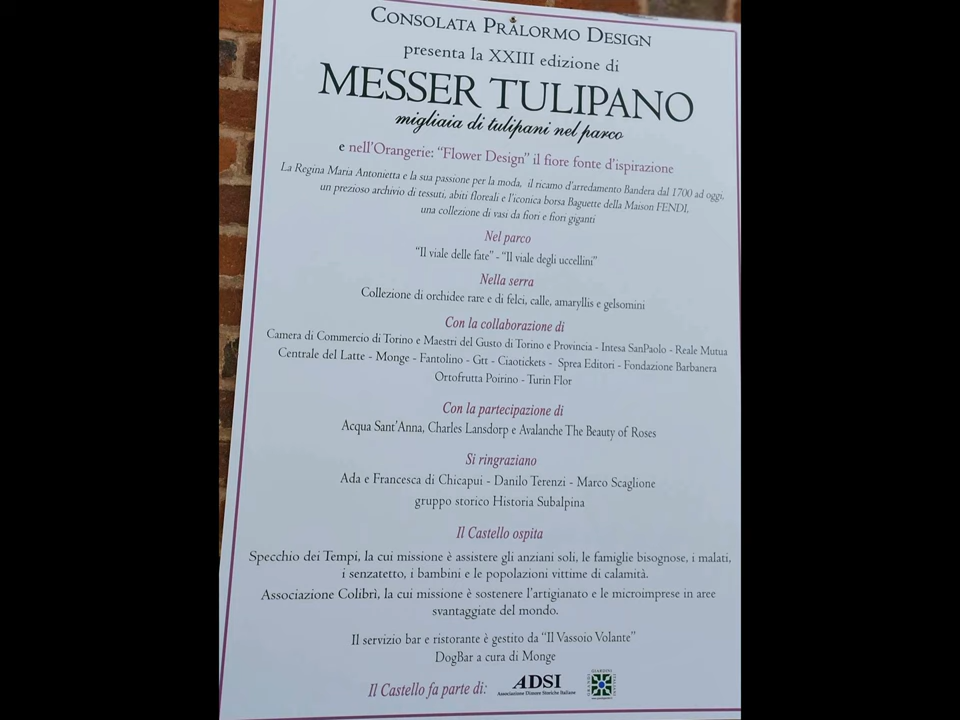 CONSOLATA PRALORMO DESIGN
presenta la XXIII edizione di
MESSER TULIPANO
migliaia di tulipani nel parco
e nell'Orangerie: "Flower Design" il fiore fonte d'ispirazione
La Regina Maria Antonietta e la sua passione per la moda, il ricamo d'arredamento Bandera dal 1700 ad oggi,
un prezioso archivio di tessuti, abiti floreali e l'iconica borsa Baguette della Maison FENDI,
una collezione di vasi da fiori e fiori giganti
Nel parco
"Il viale delle fate" - "Il viale degli uccellini"
Nella serra
Collezione di orchidee rare e di felci, calle, amaryllis e gelsomini
Con la collaborazione di
Camera di Commercio di Torino e Maestri del Gusto di Torino e Provincia - Intesa SanPaolo - Reale Mutua
Centrale del Latte - Monge - Fantolino - Gtt - Ciaotickets - Sprea Editori - Fondazione Barbanera
Ortofrutta Poirino - Turin Flor
Con la partecipazione di
Acqua Sant'Anna, Charles Lansdorp e Avalanche The Beauty of Roses
Si ringraziano
Ada e Francesca di Chicapui - Danilo Terenzi - Marco Scaglione
gruppo storico Historia Subalpina
Il Castello ospita
Specchio dei Tempi, la cui missione è assistere gli anziani soli, le famiglie bisognose, i malati,
i senzatetto, i bambini e le popolazioni vittime di calamità.
Associazione Colibrì, la cui missione è sostenere l'artigianato e le microimprese in aree
svantaggiate del mondo.
Il servizio bar e ristorante è gestito da "Il Vassoio Volante"
DogBar a cura di Monge
Il Castello fa parte di:
ADSI
Associazione Dimore Storiche Italiane
GRANDI GIARDINI ITALIANI